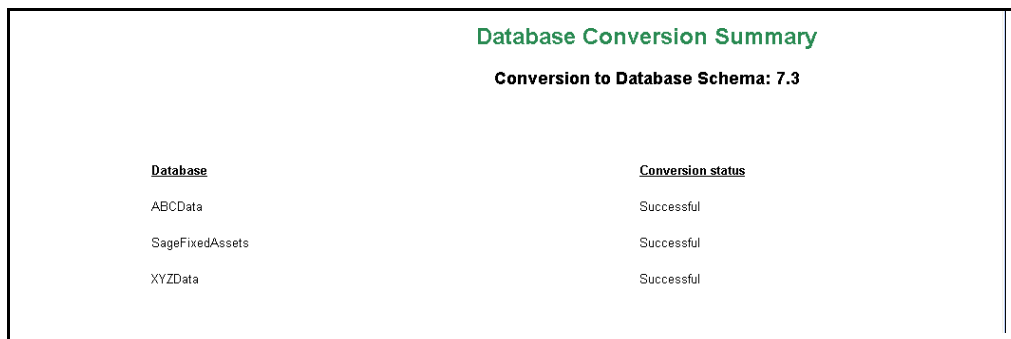 Database Conversion Summary
Conversion to Database Schema: 7.3
Database Conversion status
ABCData Successful
SageFixedAssets Successful
XYZData Successful